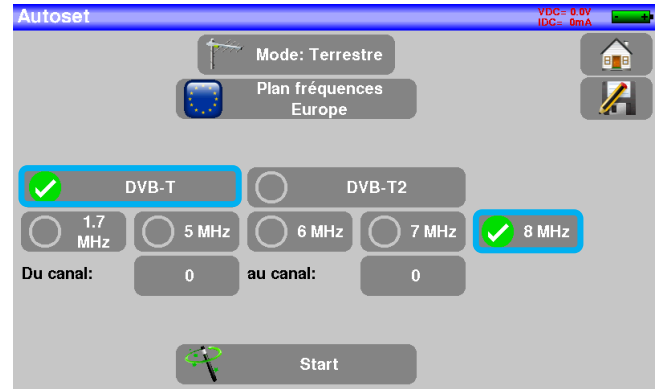 Autoset
VDC= 0.0V
IDC= 0mA
Mode: Terrestre
Plan fréquences
Europe
DVB-T
DVB-T2
1.7
MHz
5 MHz
6 MHz
7 MHz
8 MHz
Du canal:
0
au canal:
0
Start